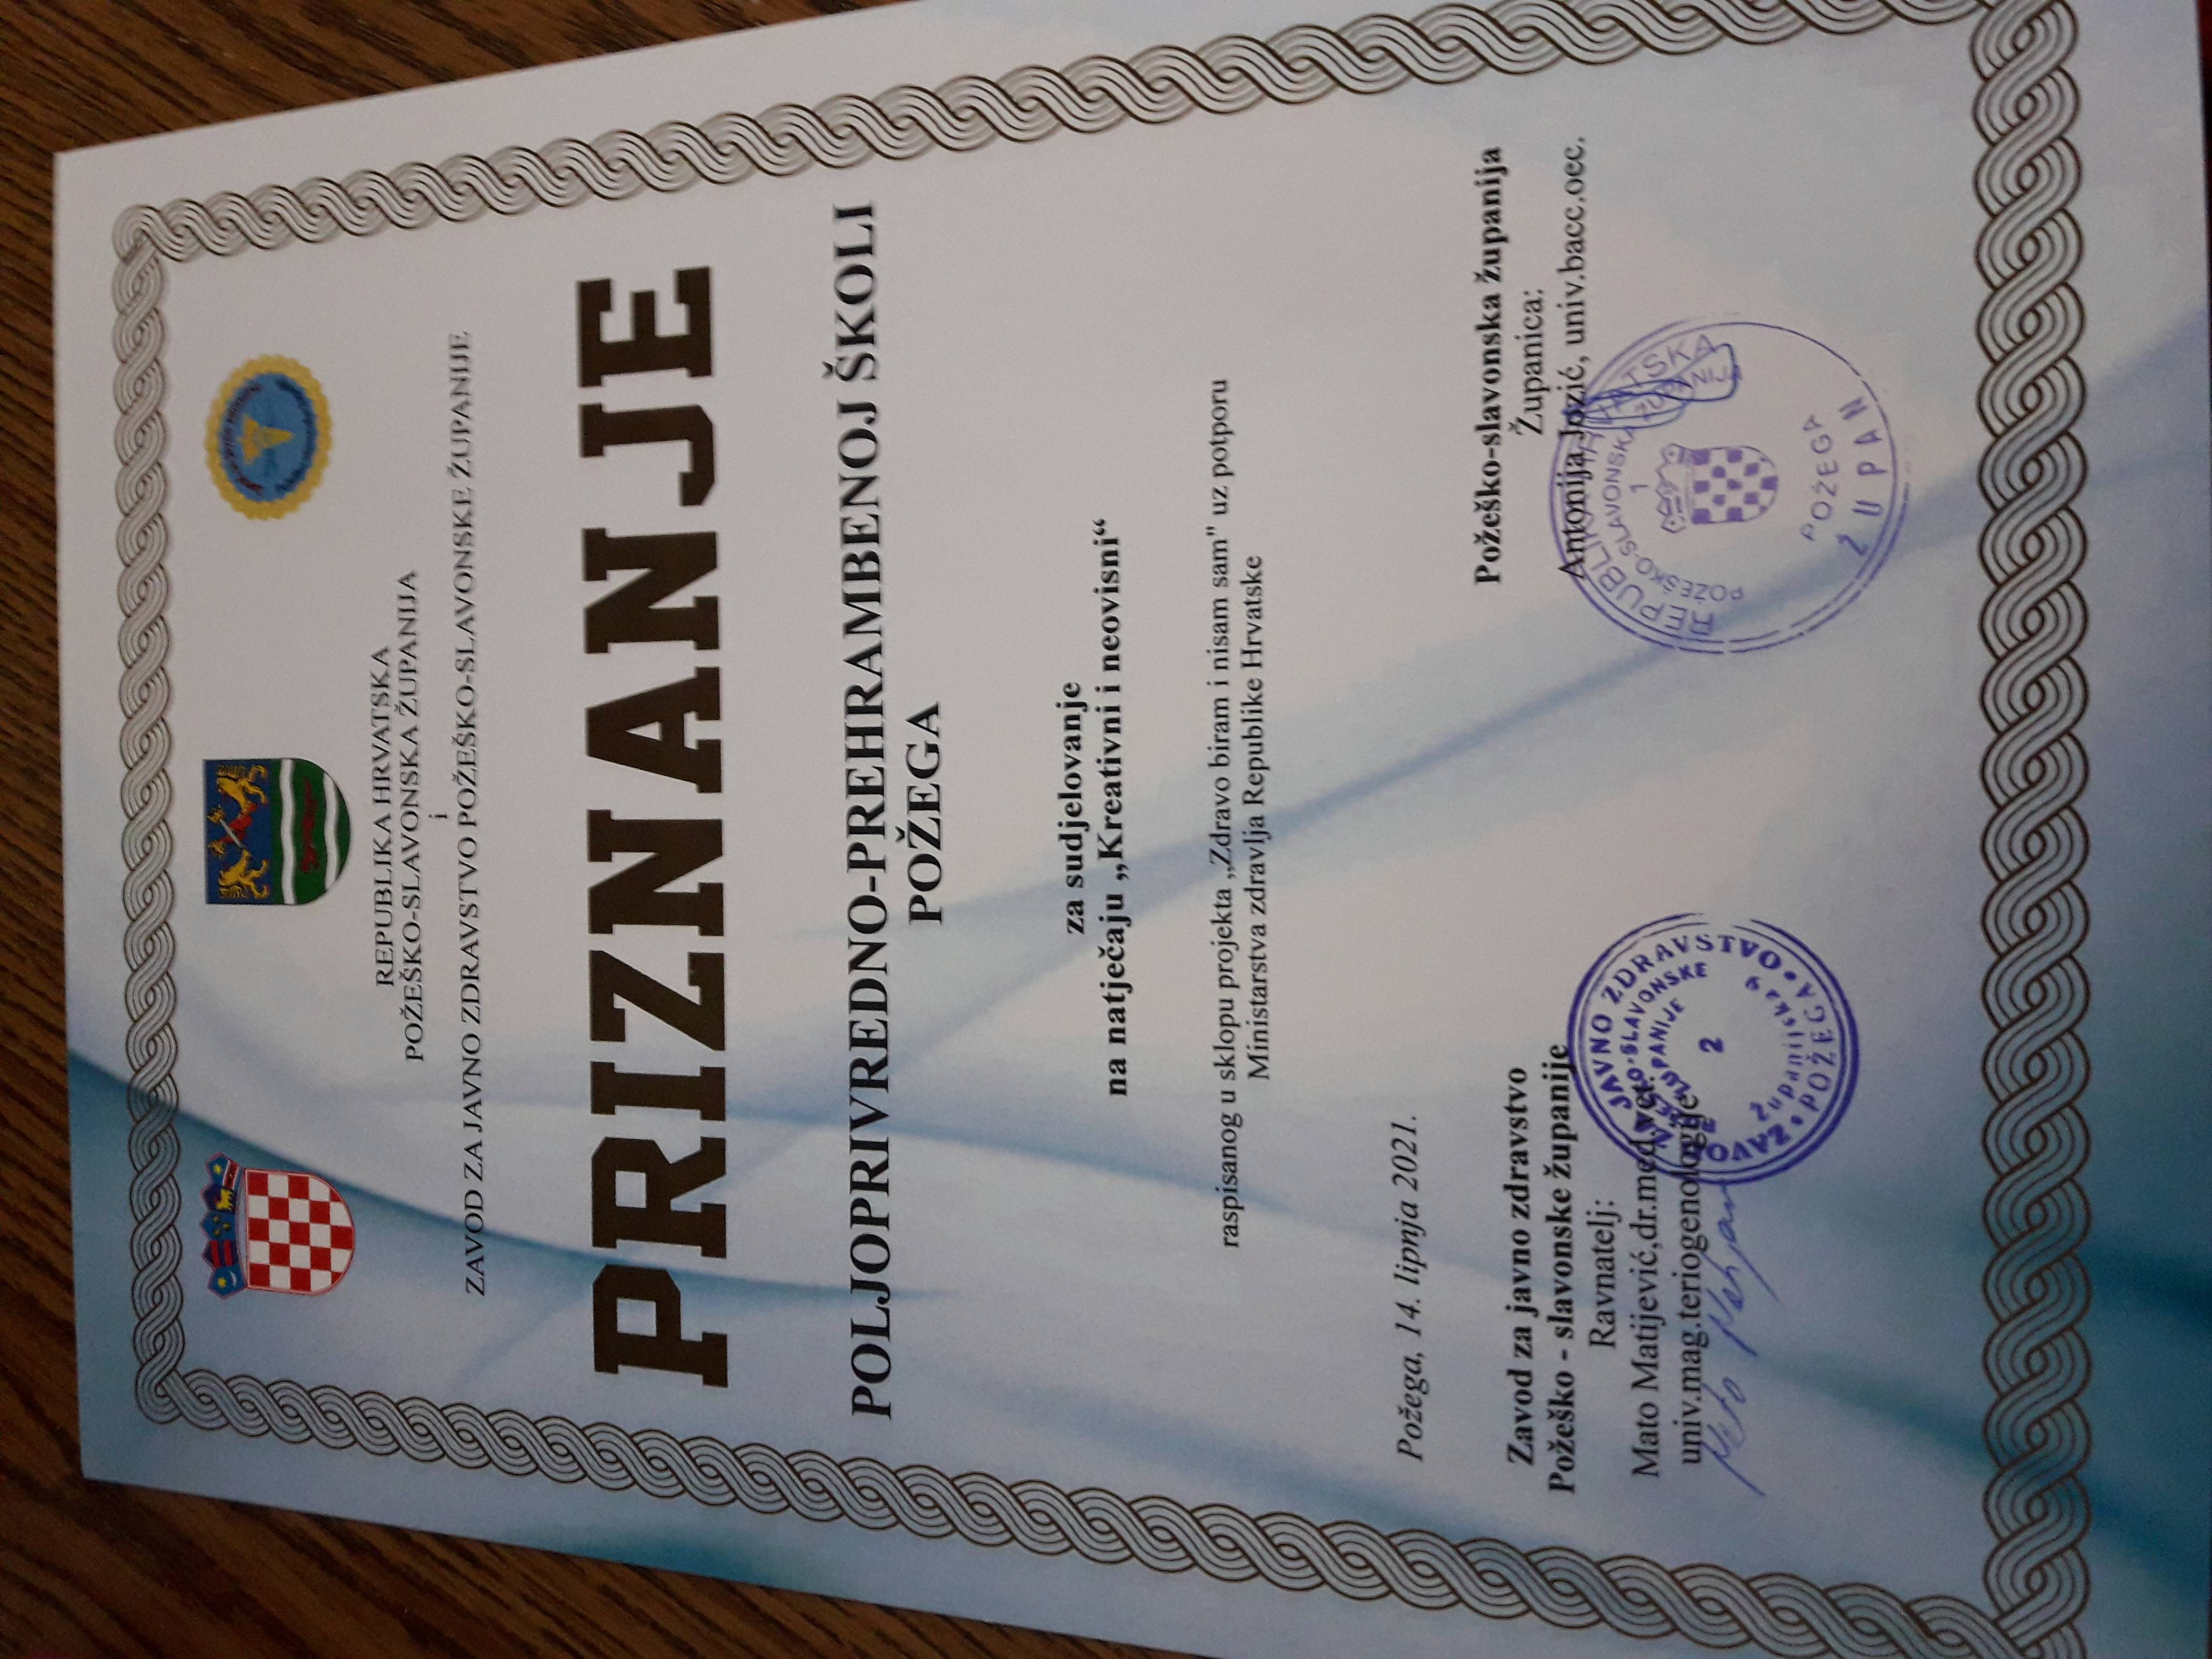 REPUBLIKA HRVATSKA
POŽEŠKO-SLAVONSKA ŽUPANIJA
i
ZAVOD ZA JAVNO ZDRAVSTVO POŽEŠKO-SLAVONSKE ŽUPANIJE
PRIZNANJE
POLJOPRIVREDNO-PREHRAMBENOJ ŠKOLI
POŽEGA
za sudjelovanje
na natječaju „Kreativni i neovisni“
raspisanog u sklopu projekta „Zdravo biram i nisam sam" uz potporu
Ministarstva zdravlja Republike Hrvatske
Požega, 14. lipnja 2021.
Zavod za javno zdravstvo
Požeško - slavonske županije
Ravnatelj:
Mato Matijević,dr.med.vet.
univ.mag.teriogenologije
ZAVOD ZA JAVNO ZDRAVSTVO • POŽEGA •
SLAVONSKE
ŽUPANIJE
2
Županijska 9
Požeško-slavonska županija
Županica:
Antonija Jozić, univ.bacc.oec.
REPUBLIKA HRVATSKA
POŽEŠKO-SLAVONSKA ŽUPANIJA
1
POŽEGA
ŽUPAN